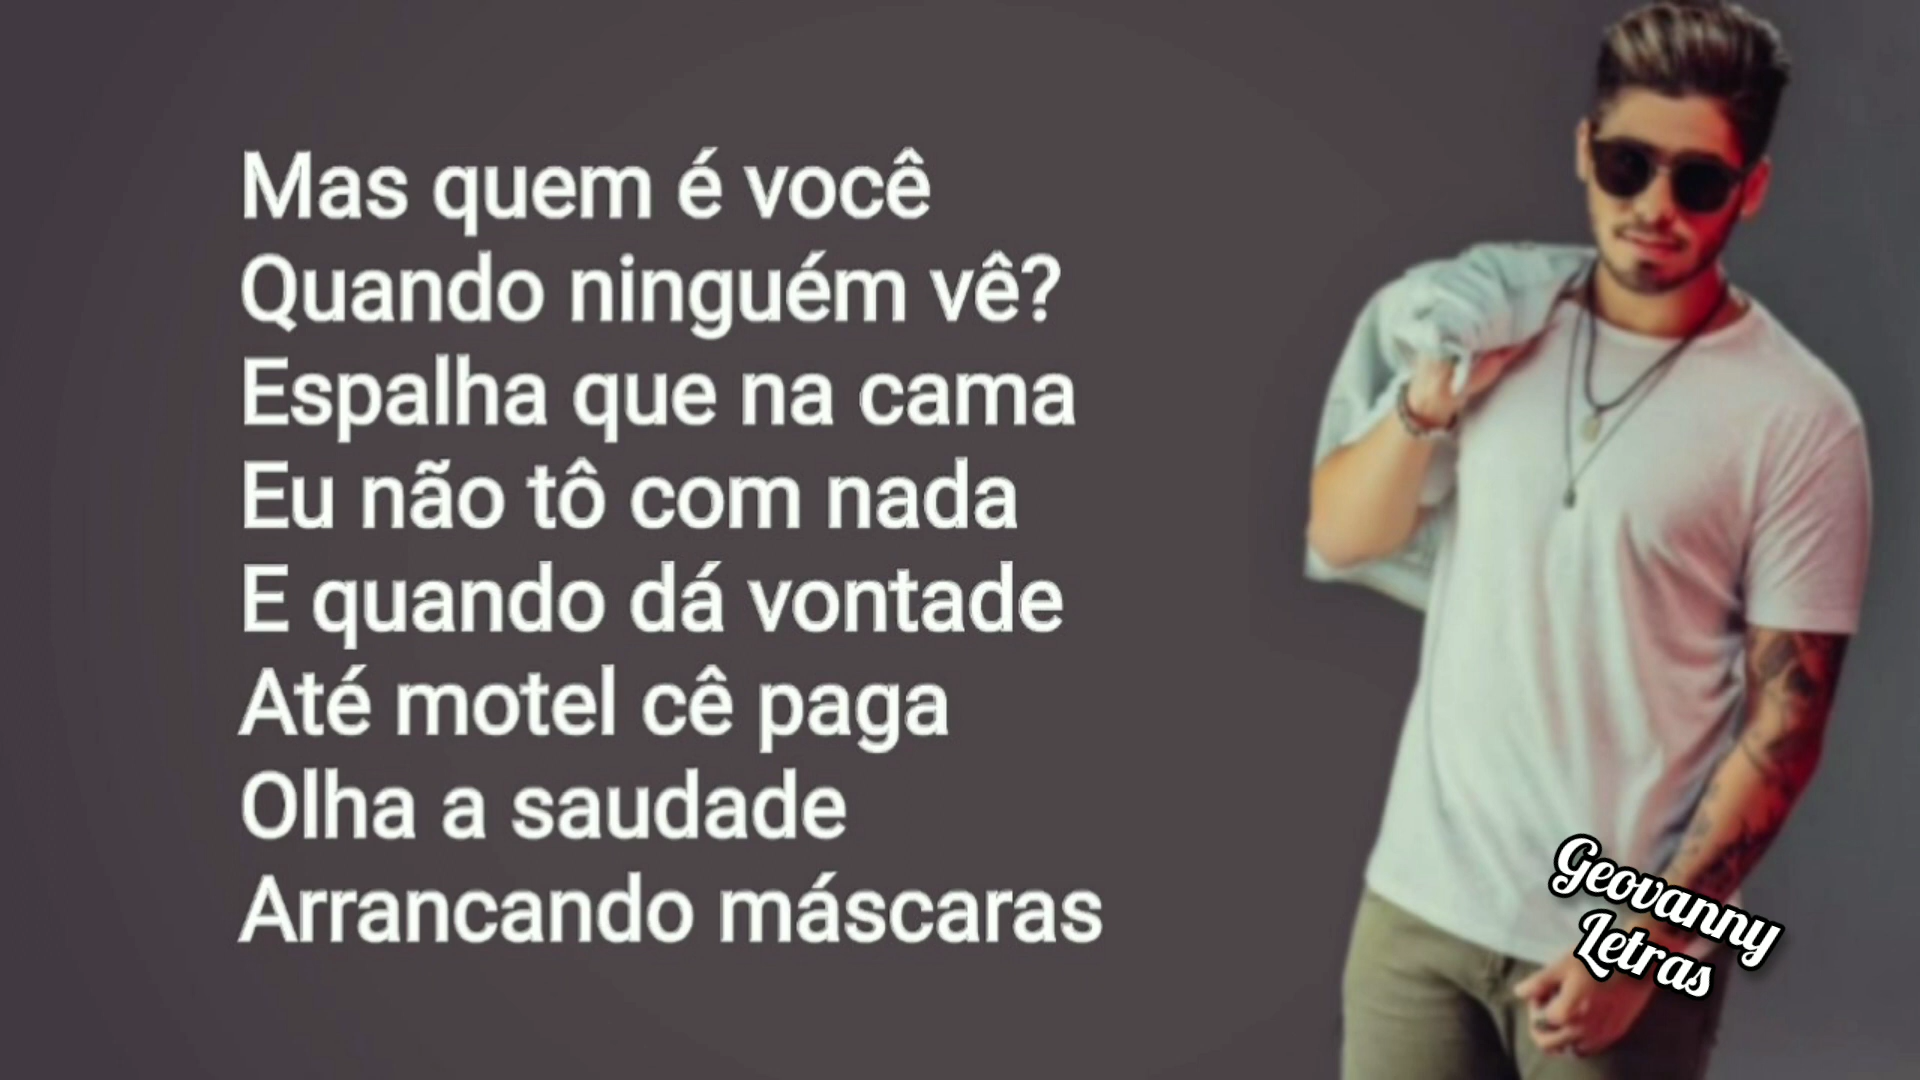 Mas quem é você
Quando ninguém vê?
Espalha que na cama
Eu não tô com nada
E quando dá vontade
Até motel cê paga
Olha a saudade
Arrancando máscaras
Geovanny
Letras